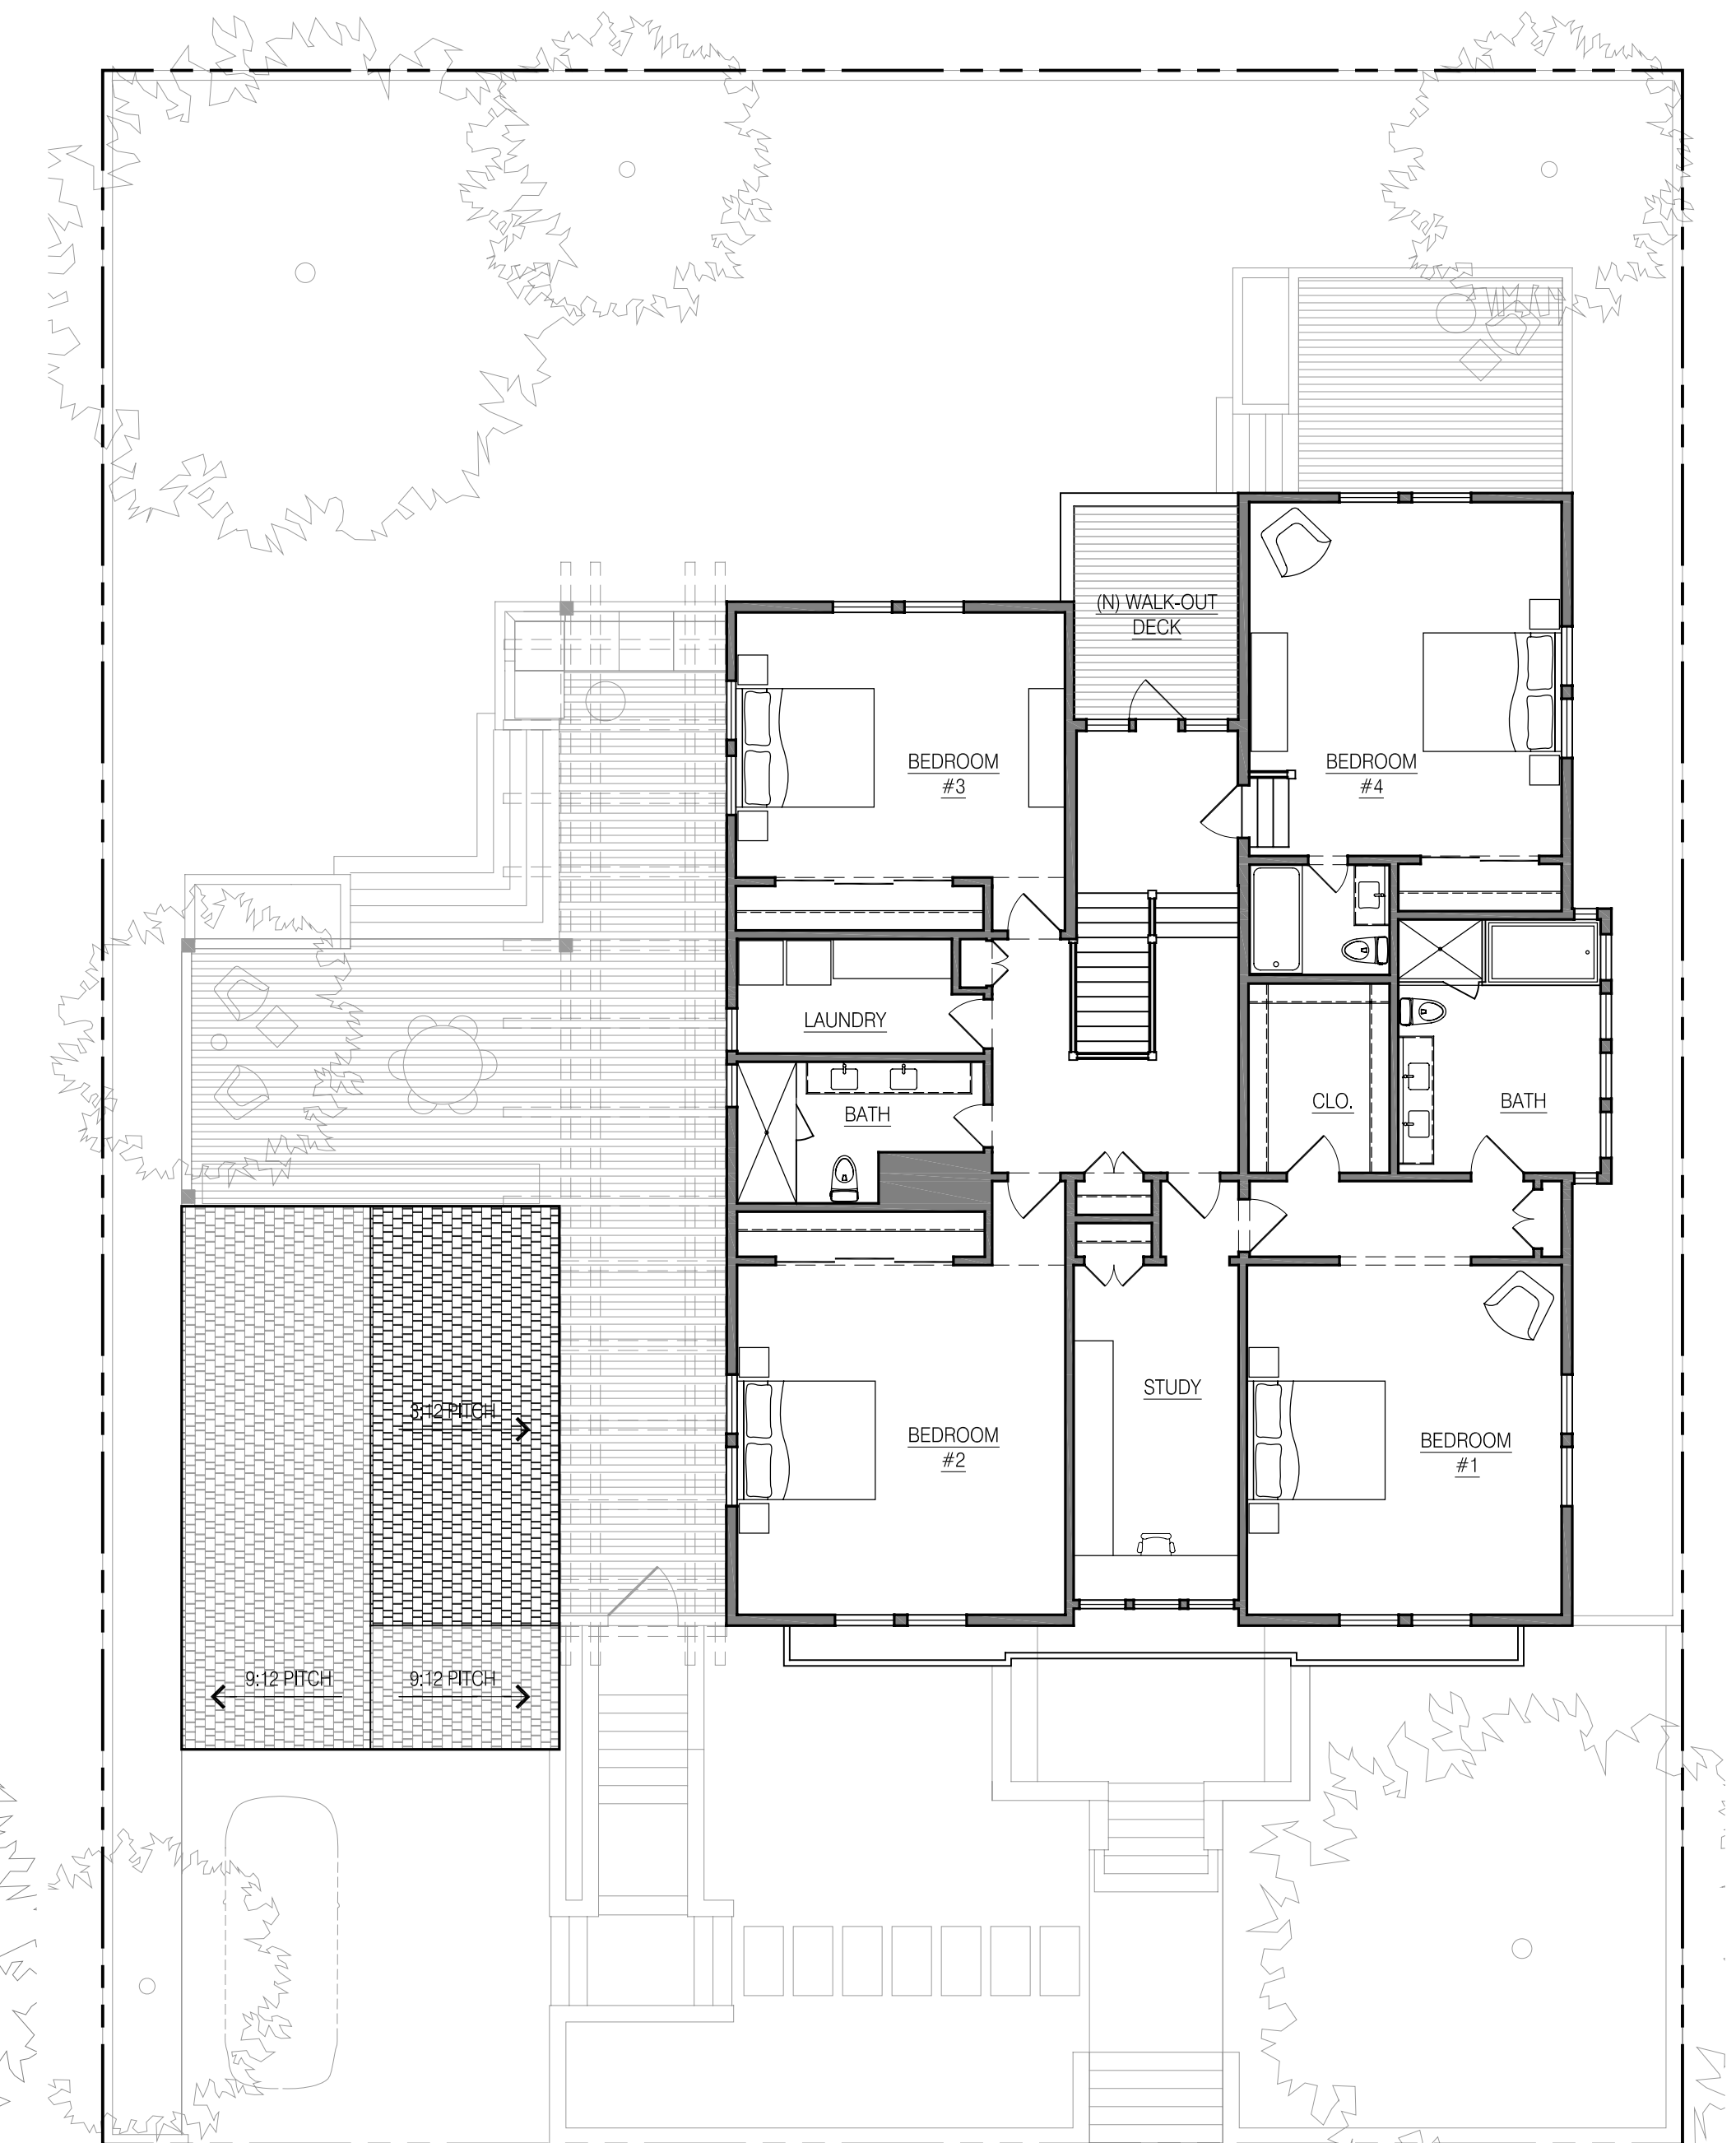 (N) WALK-OUT
DECK
BEDROOM
#3
BEDROOM
#4
LAUNDRY
BATH
CLO.
BATH
STUDY
BEDROOM
#2
BEDROOM
#1
3:12 PITCH
9:12 PITCH
9:12 PITCH